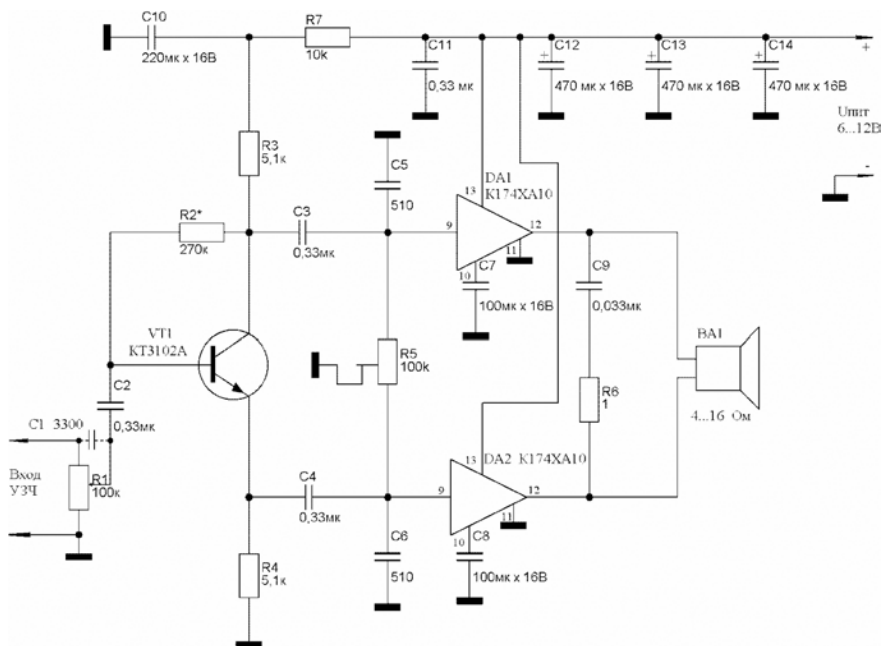 C10
220мк x 16В
R7
10k
C11
0,33 мк
C12
+
470 мк x 16В
C13
+
470 мк x 16В
C14
+
470 мк x 16В
+
Uпит
6...12В
-
R3
5,1к
C5
510
13
DA1
К174ХА10
R2*
270к
C3
0,33мк
9
12
11
10
C7
100мк x 16В
C9
0,033мк
VT1
КТ3102А
R5
100k
BA1
4...16 Ом
C2
0,33мк
C1 3300
R6
1
Вход
УЗЧ
R1
100к
C4
0,33мк
13
DA2 К174ХА10
9
12
11
10
C8
100мк x 16В
C6
510
R4
5,1к